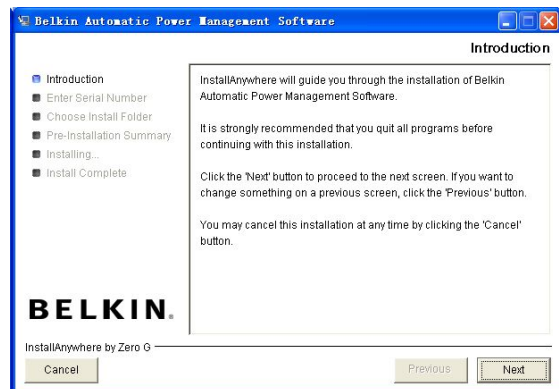 Belkin Automatic Power Management Software
Introduction
Introduction
Enter Serial Number
Choose Install Folder
Pre-Installation Summary
Installing...
Install Complete
InstallAnywhere will guide you through the installation of Belkin
Automatic Power Management Software.
It is strongly recommended that you quit all programs before
continuing with this installation.
Click the 'Next' button to proceed to the next screen. If you want to
change something on a previous screen, click the 'Previous' button.
You may cancel this installation at any time by clicking the 'Cancel'
button.
BELKIN.
InstallAnywhere by Zero G
Cancel
Previous
Next